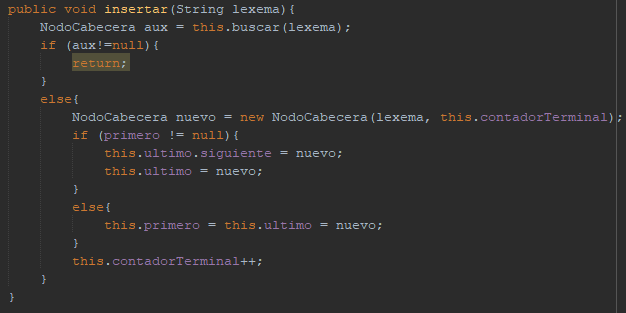 public void insertar(String lexema){
NodoCabecera aux = this.buscar(lexema);
if (aux!=null){
return;
}
else{
NodoCabecera nuevo = new NodoCabecera(lexema, this.contadorTerminal);
if (primero != null){
this.ultimo.siguiente = nuevo;
this.ultimo = nuevo;
}
else{
this.primero = this.ultimo = nuevo;
}
this.contadorTerminal++;
}
}